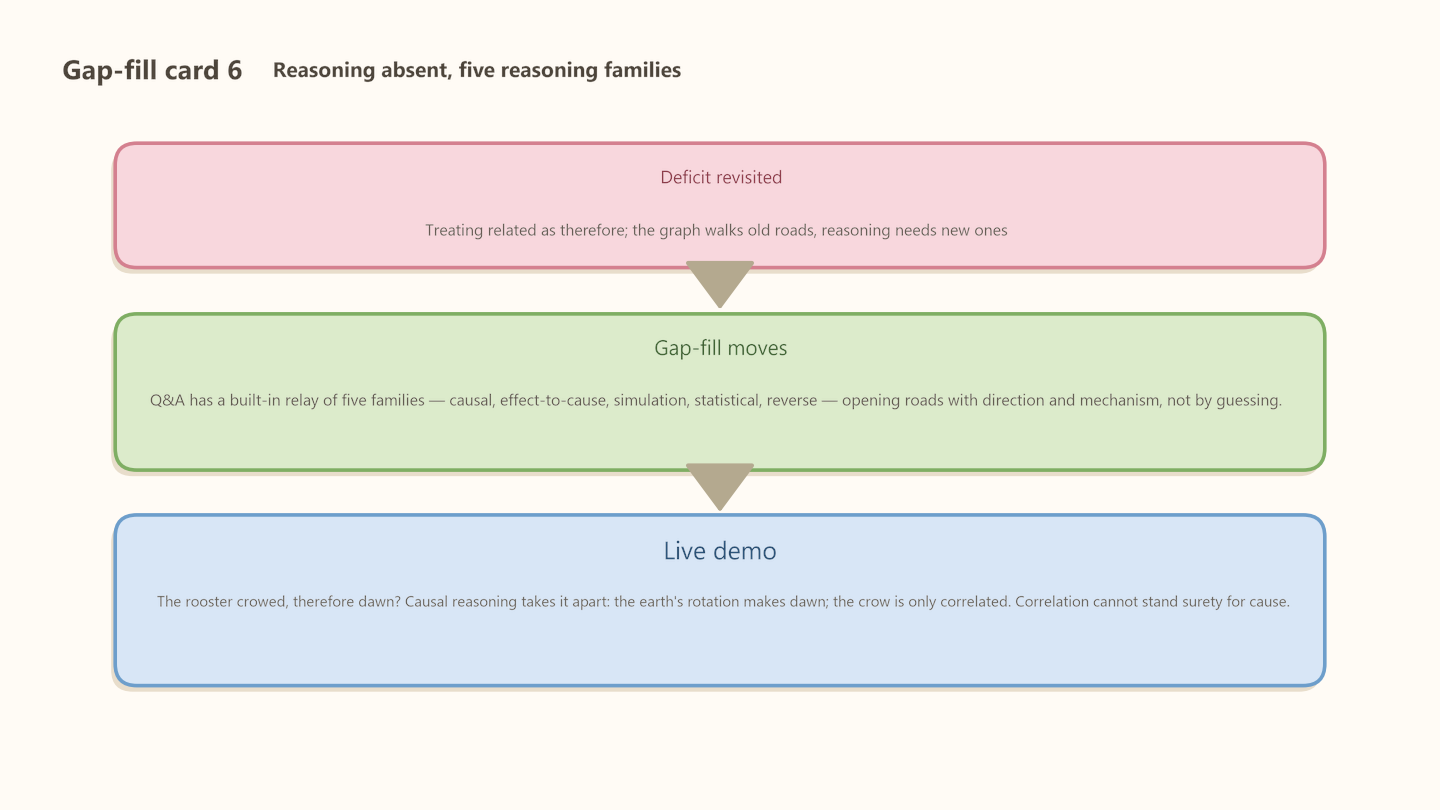 Gap-fill card 6 Reasoning absent, five reasoning families
Deficit revisited
Treating related as therefore; the graph walks old roads, reasoning needs new ones
Gap-fill moves
Q&A has a built-in relay of five families — causal, effect-to-cause, simulation, statistical, reverse — opening roads with direction and mechanism, not by guessing.
Live demo
The rooster crowed, therefore dawn? Causal reasoning takes it apart: the earth's rotation makes dawn; the crow is only correlated. Correlation cannot stand surety for cause.